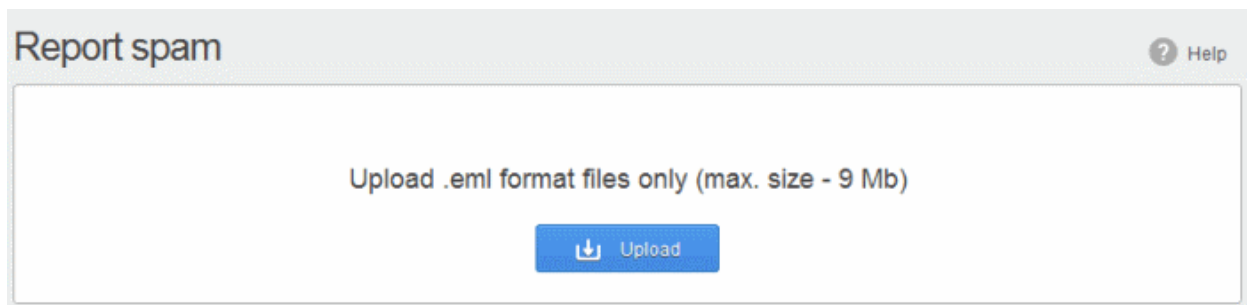 Report spam
? Help
Upload .eml format files only (max. size - 9 Mb)
Upload